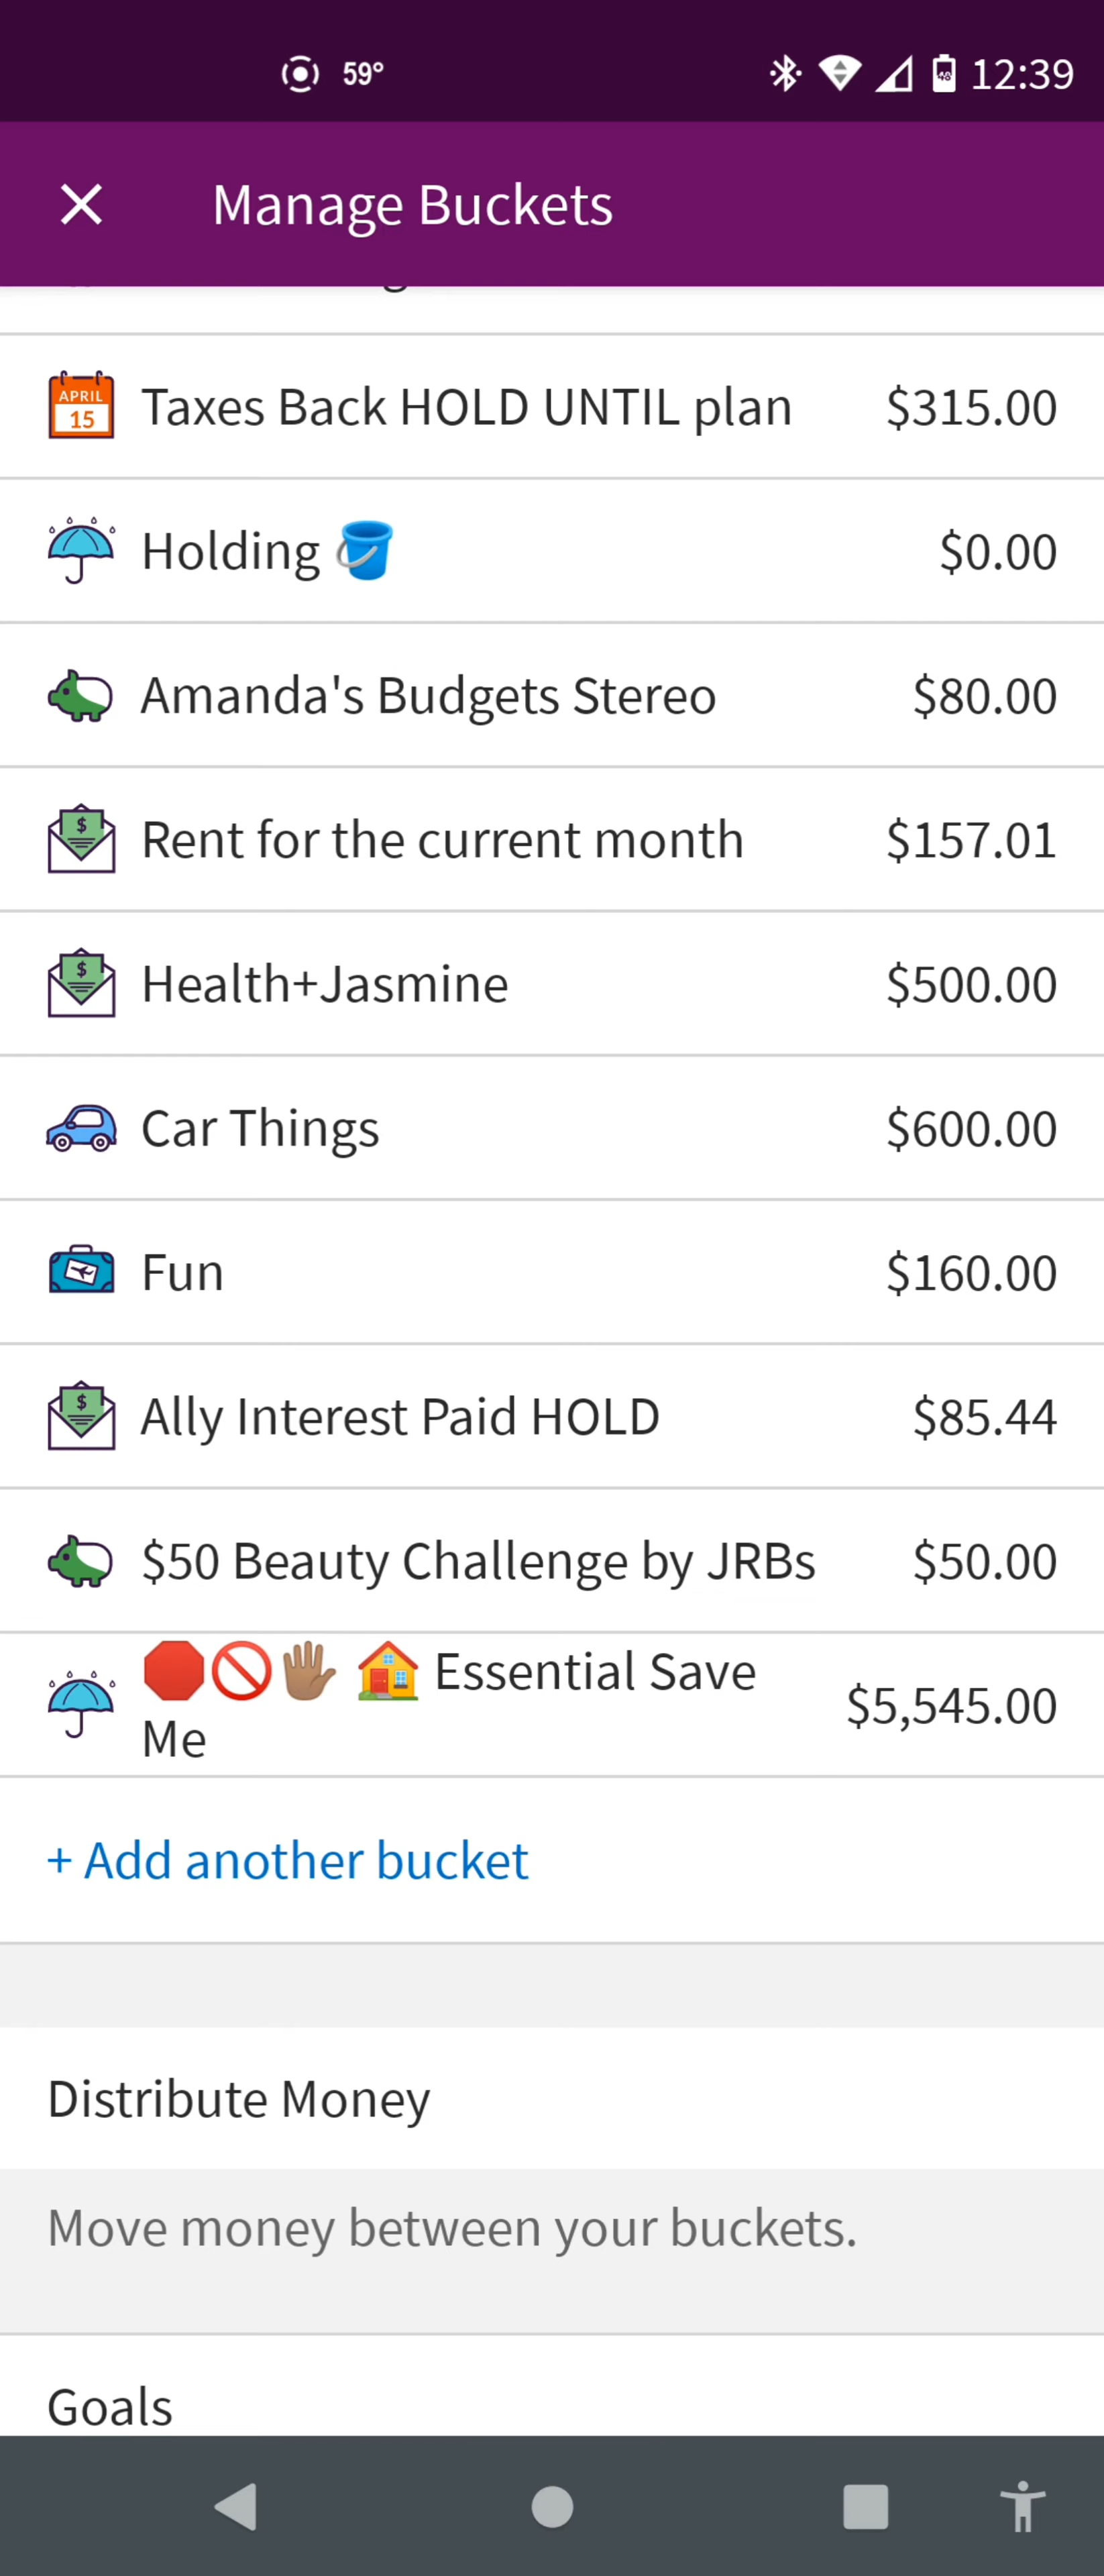 59°
12:39
Manage Buckets
APRIL
15
Taxes Back HOLD UNTIL plan
$315.00
Holding 🪣
$0.00
Amanda's Budgets Stereo
$80.00
Rent for the current month
$157.01
Health+Jasmine
$500.00
Car Things
$600.00
Fun
$160.00
Ally Interest Paid HOLD
$85.44
$50 Beauty Challenge by JRBs
$50.00
🛑🚫🖐🏽 🏠 Essential Save
Me
$5,545.00
+ Add another bucket
Distribute Money
Move money between your buckets.
Goals